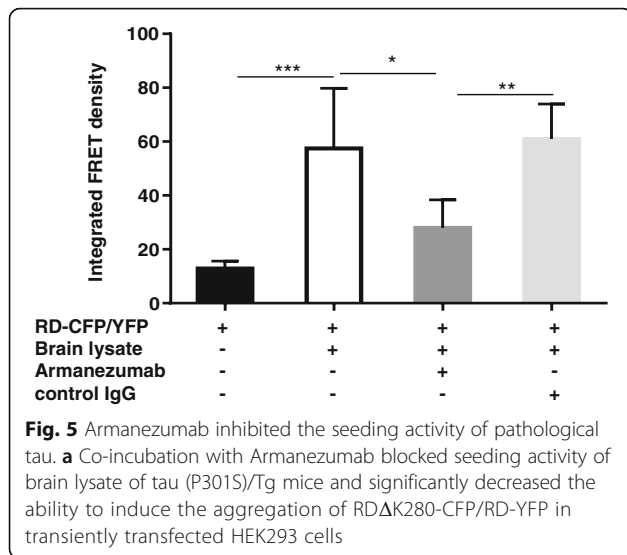 100
80
60
40
20
0
Integrated FRET density
***
*
**
RD-CFP/YFP + + + +
Brain lysate - + + +
Armanezumab - - + -
control IgG - - - +
Fig. 5 Armanezumab inhibited the seeding activity of pathological
tau. a Co-incubation with Armanezumab blocked seeding activity of
brain lysate of tau (P301S)/Tg mice and significantly decreased the
ability to induce the aggregation of RDΔK280-CFP/RD-YFP in
transiently transfected HEK293 cells